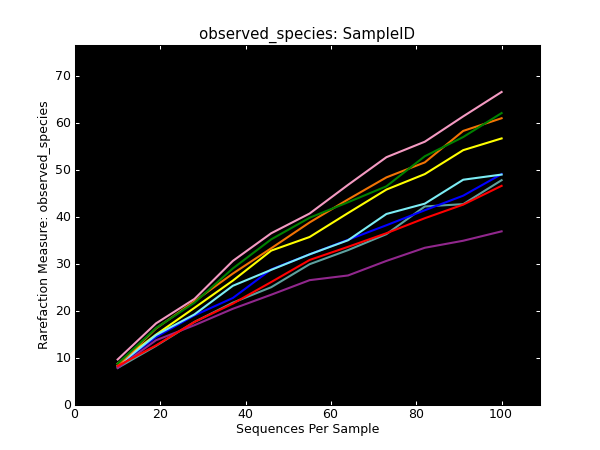 observed_species: SampleID
Rarefaction Measure: observed_species
70
60
50
40
30
20
10
0
0 20 40 60 80 100
Sequences Per Sample